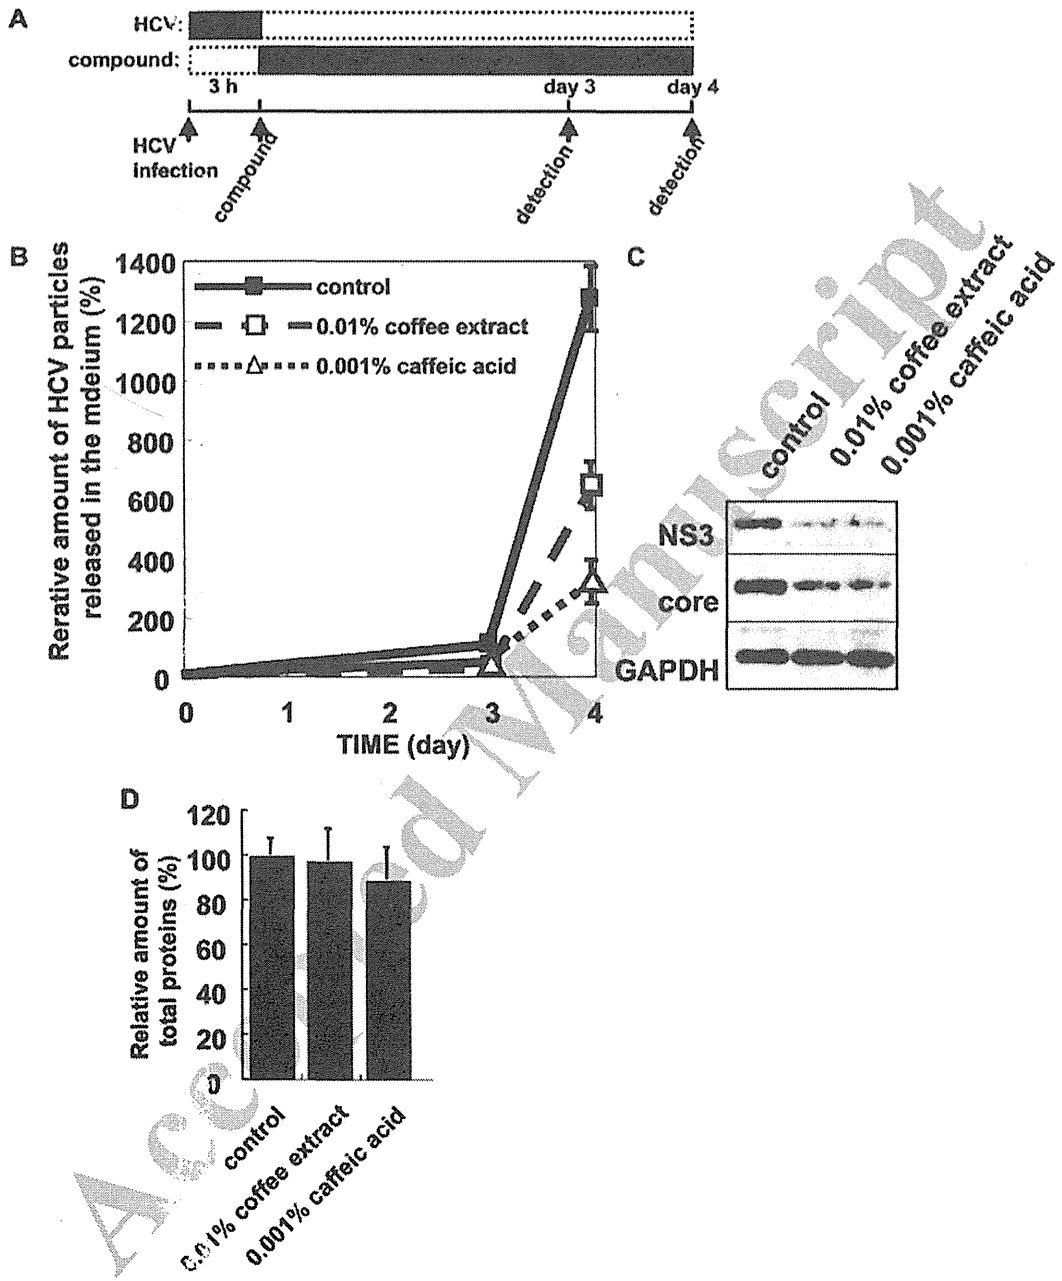 A
HCV:
compound:
3 h
day 3
day 4
HCV
infection
compound
detection
detection
B
Rerative amount of HCV particles
released in the mdeium (%)
1400
1200
1000
800
600
400
200
0
control
0.01% coffee extract
0.001% caffeic acid
0
1
2
3
4
TIME (day)
C
control
0.01% coffee extract
0.001% caffeic acid
NS3
core
GAPDH
D
Relative amount of
total proteins (%)
120
100
80
60
40
20
0
control
0.01% coffee extract
0.001% caffeic acid
Accepted Manuscript